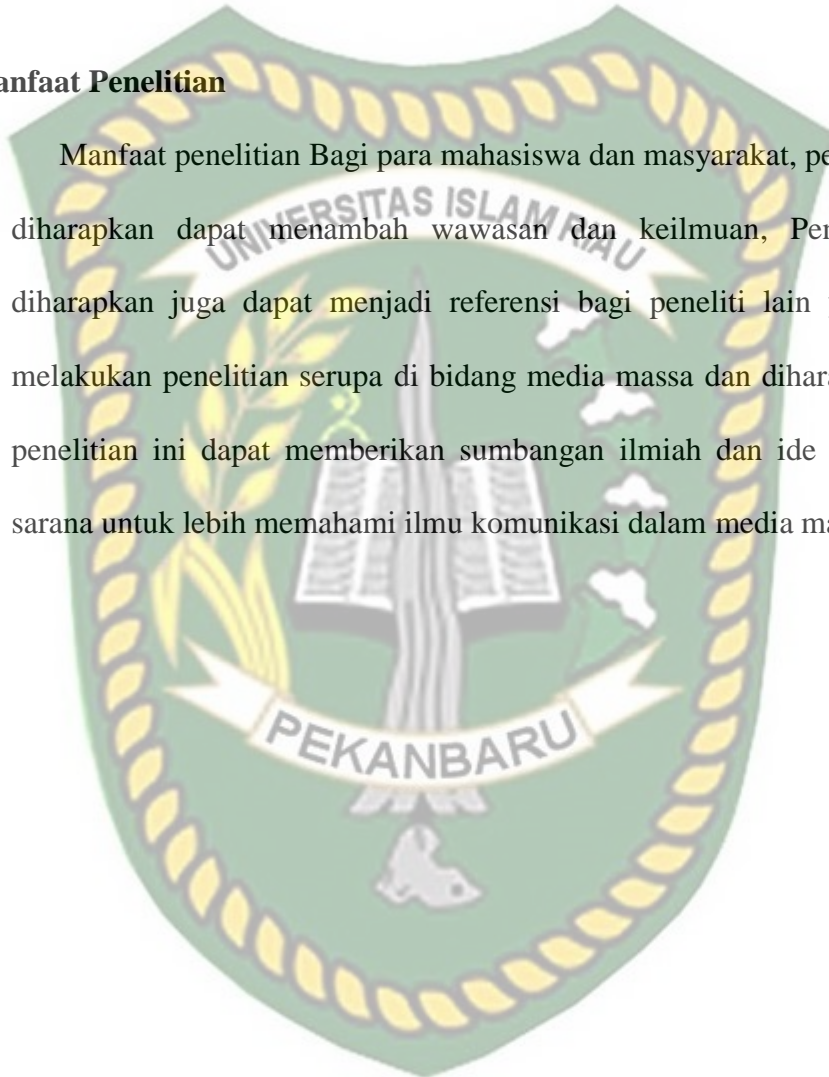 anfaat Penelitian
Manfaat penelitian Bagi para mahasiswa dan masyarakat, pe
diharapkan dapat menambah wawasan dan keilmuan, Per
diharapkan juga dapat menjadi referensi bagi peneliti lain
melakukan penelitian serupa di bidang media massa dan dihara
penelitian ini dapat memberikan sumbangan ilmiah dan ide
sarana untuk lebih memahami ilmu komunikasi dalam media ma
UNIVERSITAS ISLAM RIAU
PEKANBARU